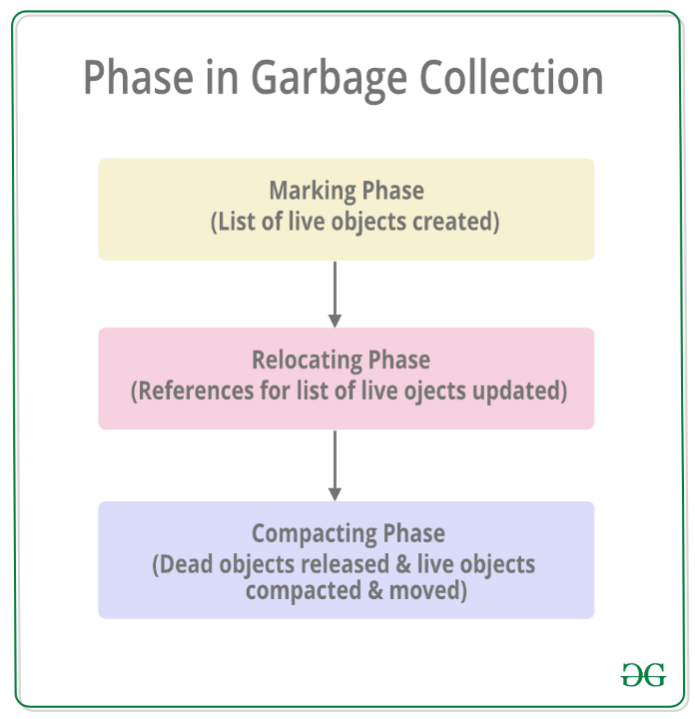 Phase in Garbage Collection
Marking Phase
(List of live objects created)
Relocating Phase
(References for list of live ojects updated)
Compacting Phase
(Dead objects released & live objects
compacted & moved)